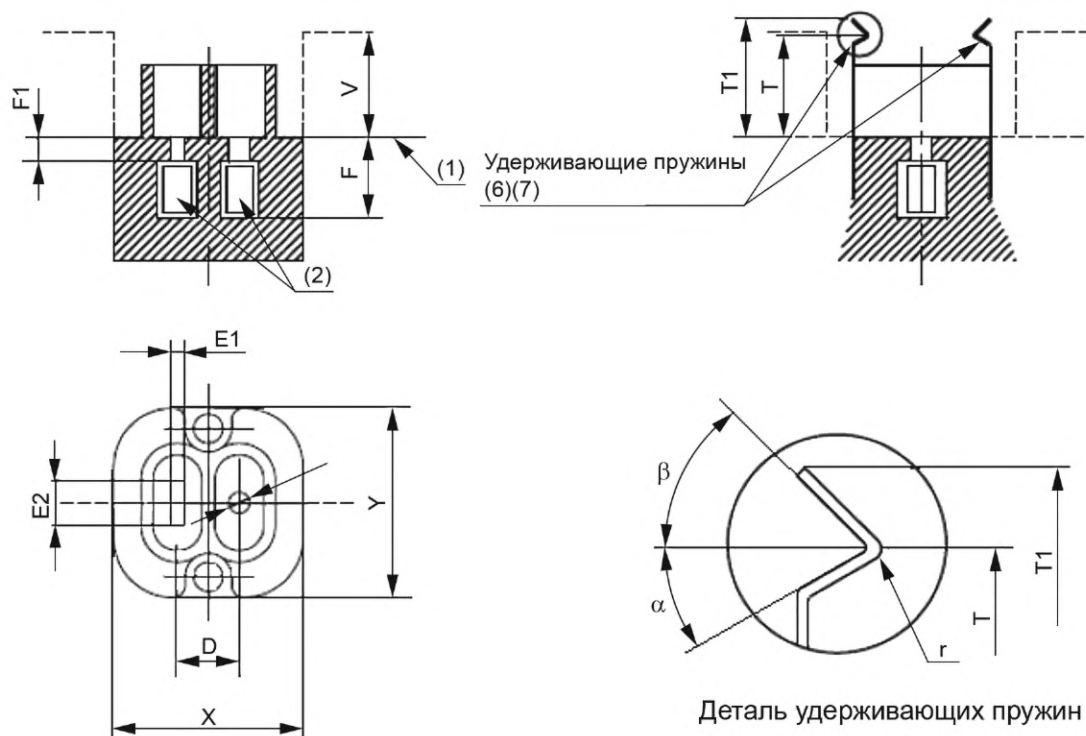 F1
V
F
(1)
(2)
Удерживающие пружины
(6)(7)
T1
T
E1
E2
Y
D
X
β
α
T1
T
r
Деталь удерживающих пружин